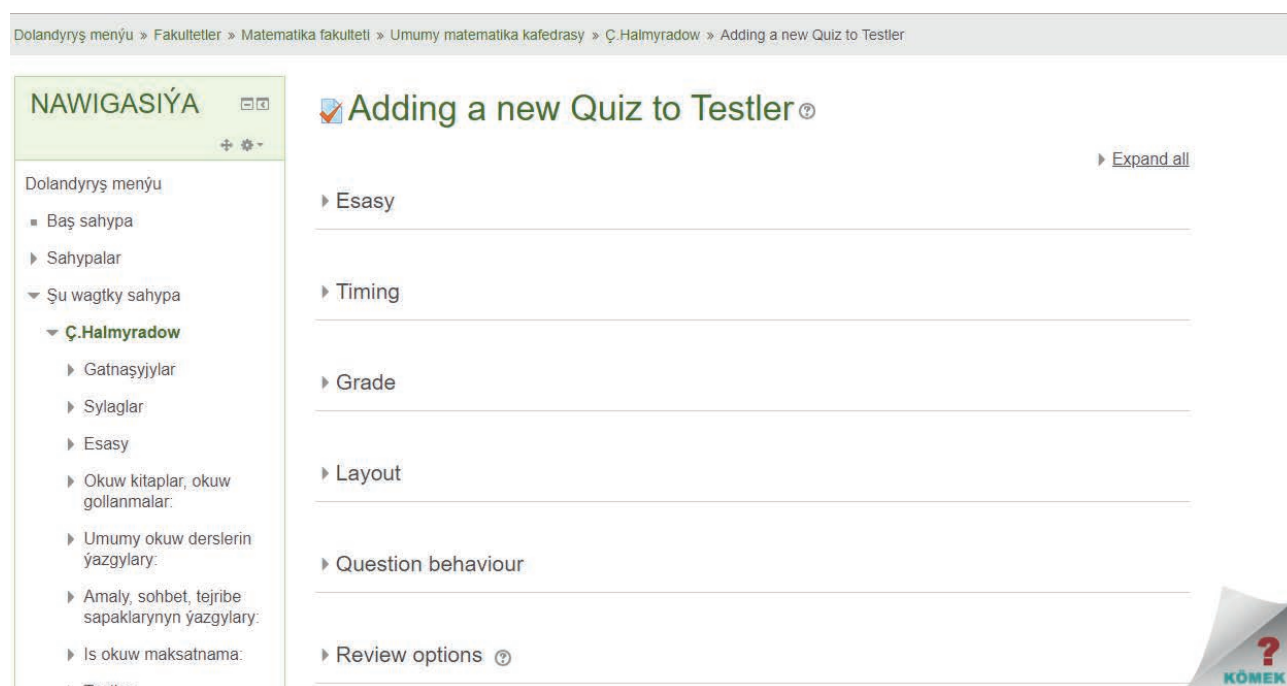 Dolandyryş menýu » Fakultetler » Matematika fakulteti » Umumy matematika kafedrasy » Ç.Halmyradow » Adding a new Quiz to Testler
NAWIGASIÝA
Dolandyryş menýu
Baş sahypa
Sahypalar
Şu wagtky sahypa
Ç.Halmyradow
Gatnaşyjylar
Sylaglar
Esasy
Okuw kitaplar, okuw
gollanmalar:
Umumy okuw derslerin
ýazgylary:
Amaly, sohbet, tejribe
sapaklarynyn ýazgylary:
Is okuw maksatnama:
Adding a new Quiz to Testler
Expand all
Esasy
Timing
Grade
Layout
Question behaviour
Review options
KÖMEK